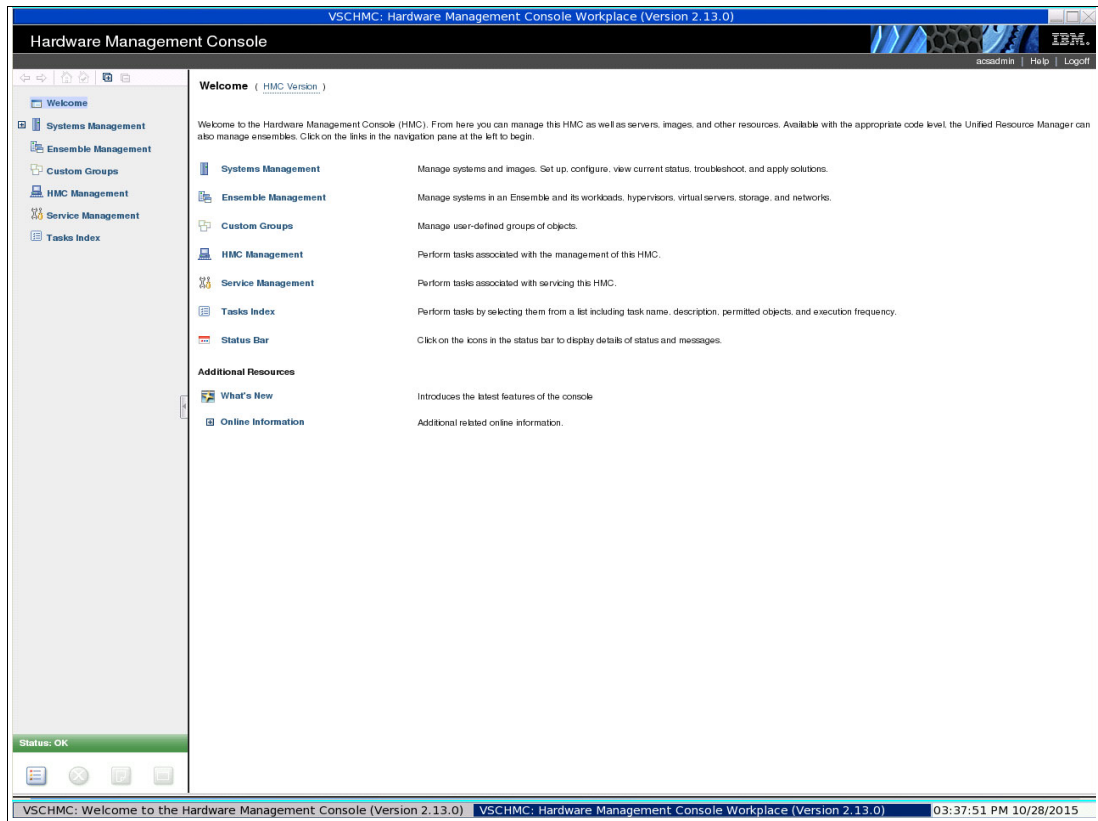 VSCHMC: Hardware Management Console Workplace (Version 2.13.0)
Hardware Management Console
IBM.
acsadmin | Help | Logoff
Welcome
Systems Management
Ensemble Management
Custom Groups
HMC Management
Service Management
Tasks Index
Welcome ( HMC Version )
Welcome to the Hardware Management Console (HMC). From here you can manage this HMC as well as servers, images, and other resources. Available with the appropriate code level, the Unified Resource Manager can
also manage ensembles. Click on the links in the navigation pane at the left to begin.
Systems Management Manage systems and images. Set up, configure, view current status, troubleshoot, and apply solutions.
Ensemble Management Manage systems in an Ensemble and its workloads, hypervisors, virtual servers, storage, and networks.
Custom Groups Manage user-defined groups of objects.
HMC Management Perform tasks associated with the management of this HMC.
Service Management Perform tasks associated with servicing this HMC.
Tasks Index Perform tasks by selecting them from a list including task name, description, permitted objects, and execution frequency.
Status Bar Click on the icons in the status bar to display details of status and messages.
Additional Resources
What's New Introduces the latest features of the console
Online Information Additional related online information.
Status: OK
VSCHMC: Welcome to the Hardware Management Console (Version 2.13.0) VSCHMC: Hardware Management Console Workplace (Version 2.13.0) 03:37:51 PM 10/28/2015